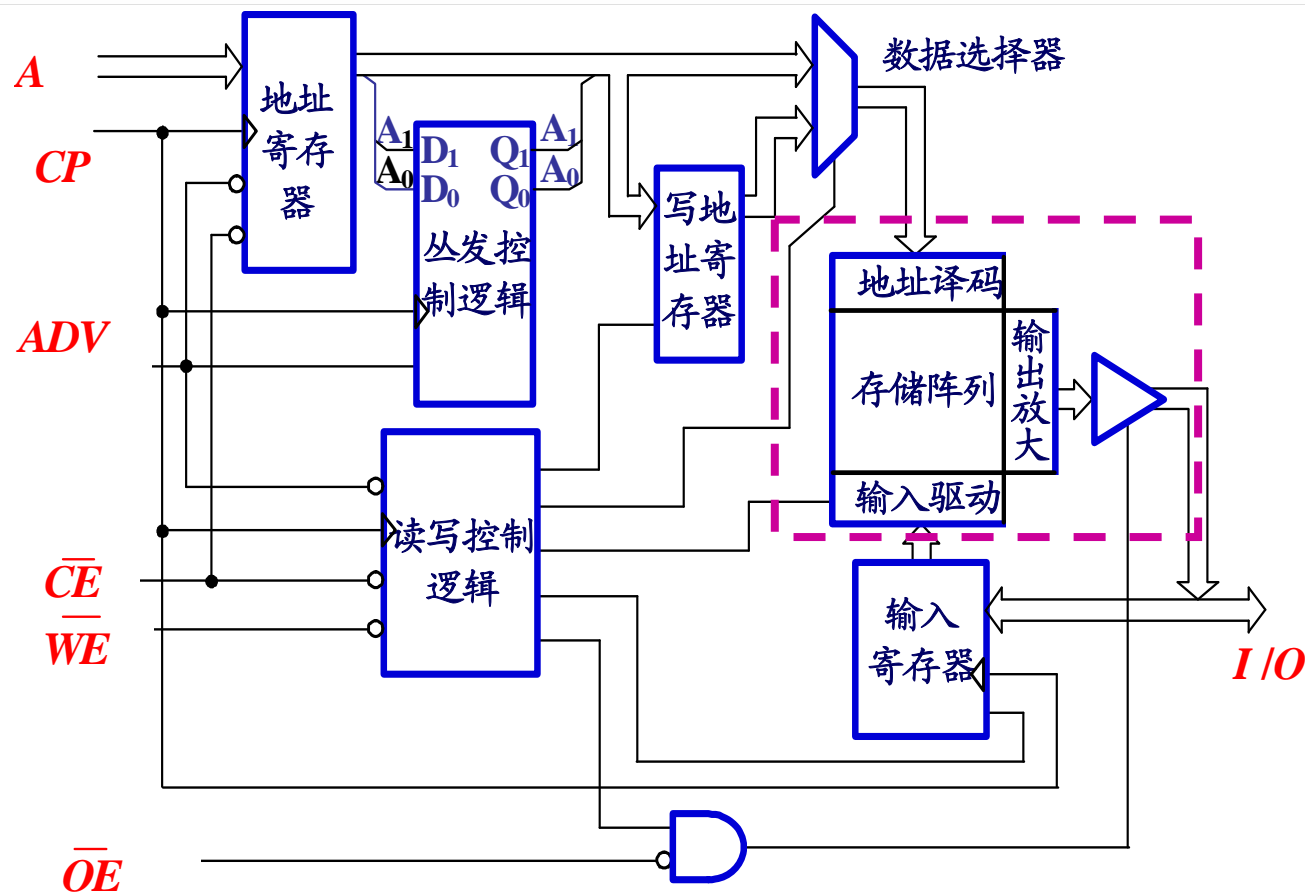 A
CP
ADV
CE
WE
OE
地址
寄存
器
A1
A0
D1
D0
Q1
Q0
A1
A0
丛发控
制逻辑
写地
址寄
存器
数据选择器
地址译码
存储阵列
输
出
放
大
输入驱动
读写控制
逻辑
输入
寄存器
I /O